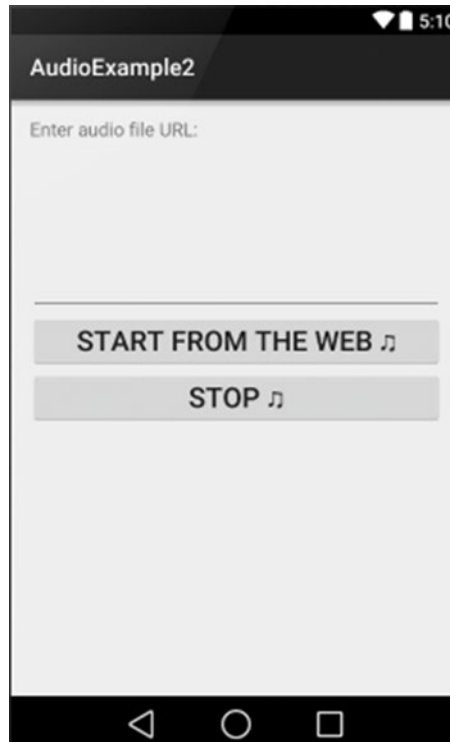 5:10
AudioExample2
Enter audio file URL:
START FROM THE WEB ♫
STOP ♫